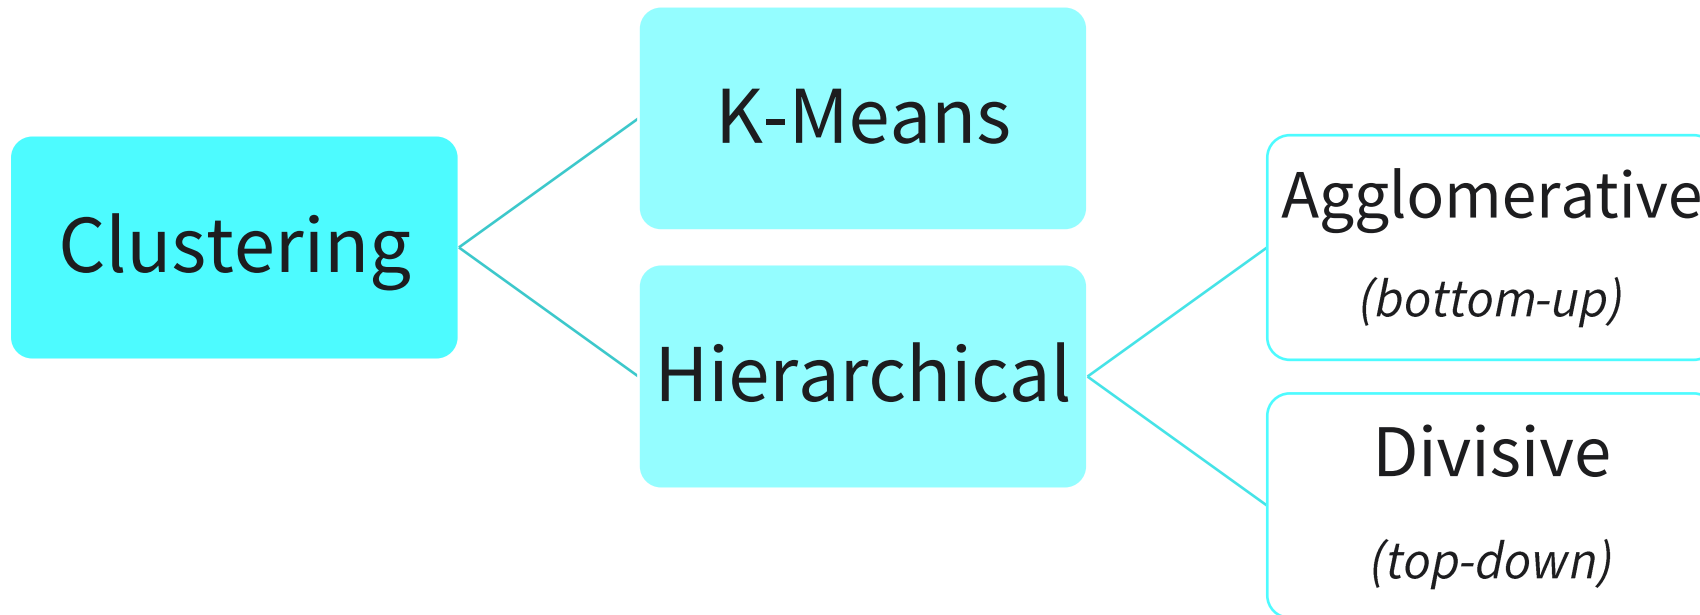 Clustering
K-Means
Hierarchical
Agglomerative
(bottom-up)
Divisive
(top-down)